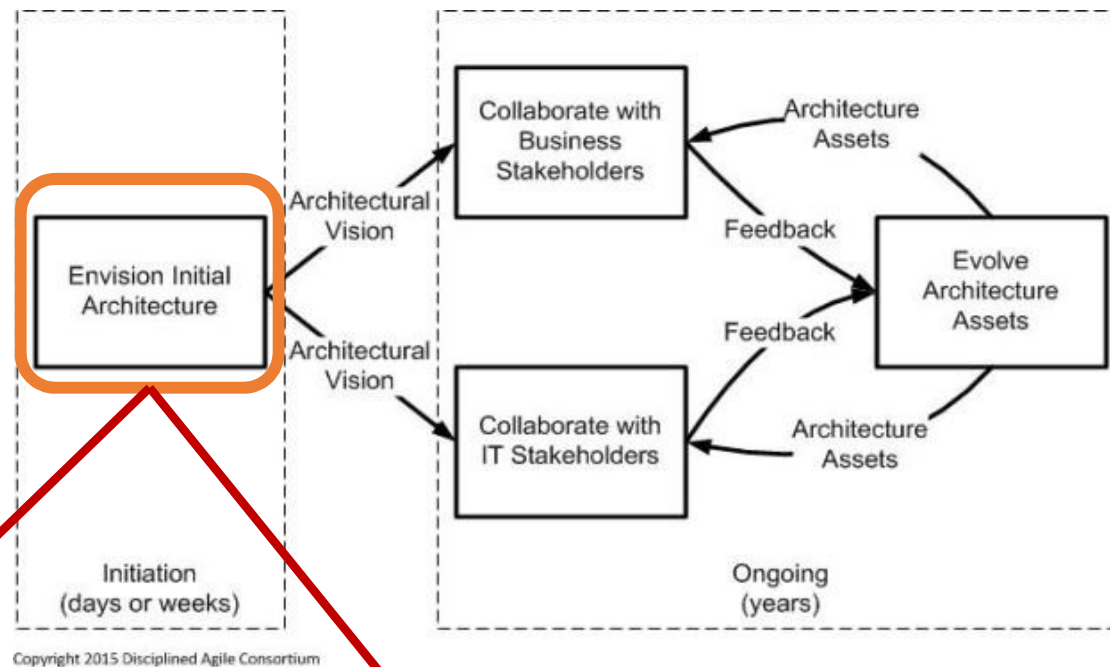 Envision Initial
Architecture
Initiation
(days or weeks)
Architectural
Vision
Architectural
Vision
Collaborate with
Business
Stakeholders
Collaborate with
IT Stakeholders
Architecture
Assets
Feedback
Feedback
Architecture
Assets
Evolve
Architecture
Assets
Ongoing
(years)
Copyright 2015 Disciplined Agile Consortium